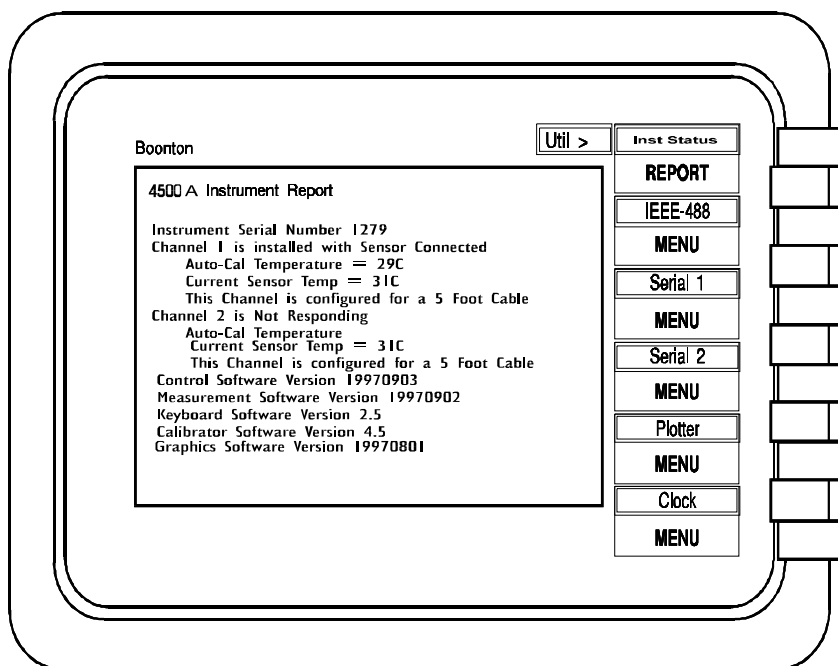 Boonton
Util >
4500 A Instrument Report
Instrument Serial Number 1279
Channel 1 is installed with Sensor Connected
Auto-Cal Temperature = 29C
Current Sensor Temp = 31C
This Channel is configured for a 5 Foot Cable
Channel 2 is Not Responding
Auto-Cal Temperature
Current Sensor Temp = 31C
This Channel is configured for a 5 Foot Cable
Control Software Version 19970903
Measurement Software Version 19970902
Keyboard Software Version 2.5
Calibrator Software Version 4.5
Graphics Software Version 19970801
Inst Status
REPORT
IEEE-488
MENU
Serial 1
MENU
Serial 2
MENU
Plotter
MENU
Clock
MENU